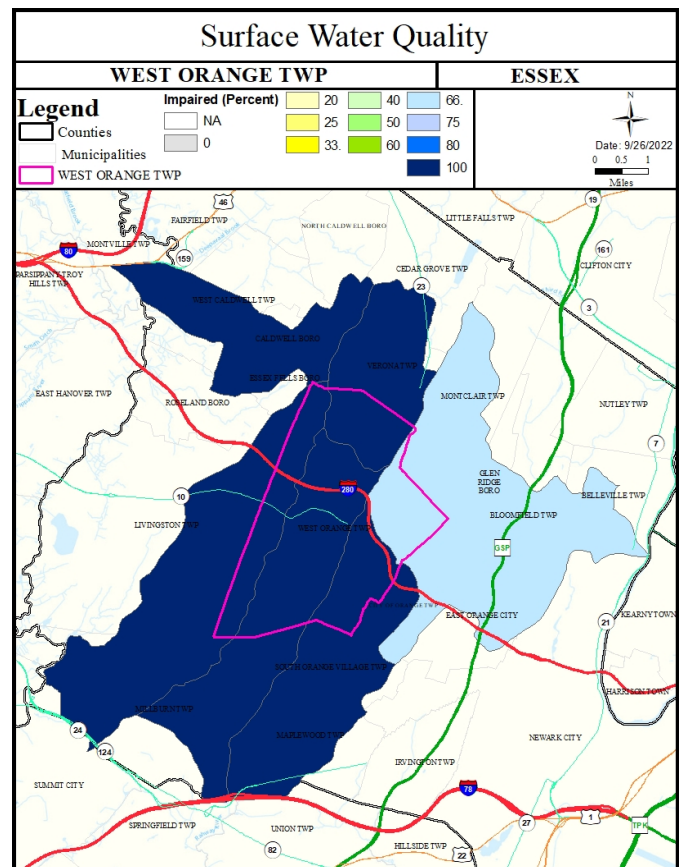 Surface Water Quality
WEST ORANGE TWP
ESSEX
Legend
Counties
Municipalities
WEST ORANGE TWP
Impaired (Percent)
NA
0
20
25
33.
40
50
60
66.
75
80
100
N
Date: 9/26/2022
0 0.5 1
Miles
19
46
FAIRFIELD TWP
LITTLE FALLS TWP
NORTH CALDWELL BORO
MONTVILLE TWP
80
159
161
CLIFTON CITY
PARSIPPANY-TROY
HILLS TWP
CEDAR GROVE TWP
23
WEST CALDWELL TWP
3
CALDWELL BORO
VERONA TWP
ESSEX FELLS BORO
EAST HANOVER TWP
ROSELAND BORO
MONTCLAIR TWP
NUTLEY TWP
7
GLEN
RIDGE
BORO
280
10
BELLEVILLE TWP
LIVINGSTON TWP
WEST ORANGE TWP
BLOOMFIELD TWP
GSP
EAST ORANGE CITY
KEARNY TOWN
21
SOUTH ORANGE VILLAGE TWP
HARRISON TOWN
MILLBURN TWP
24
MAPLEWOOD TWP
NEWARK CITY
124
IRVINGTON TWP
SUMMIT CITY
78
SPRINGFIELD TWP
UNION TWP
27
1
TPK
82
HILLSIDE TWP
22